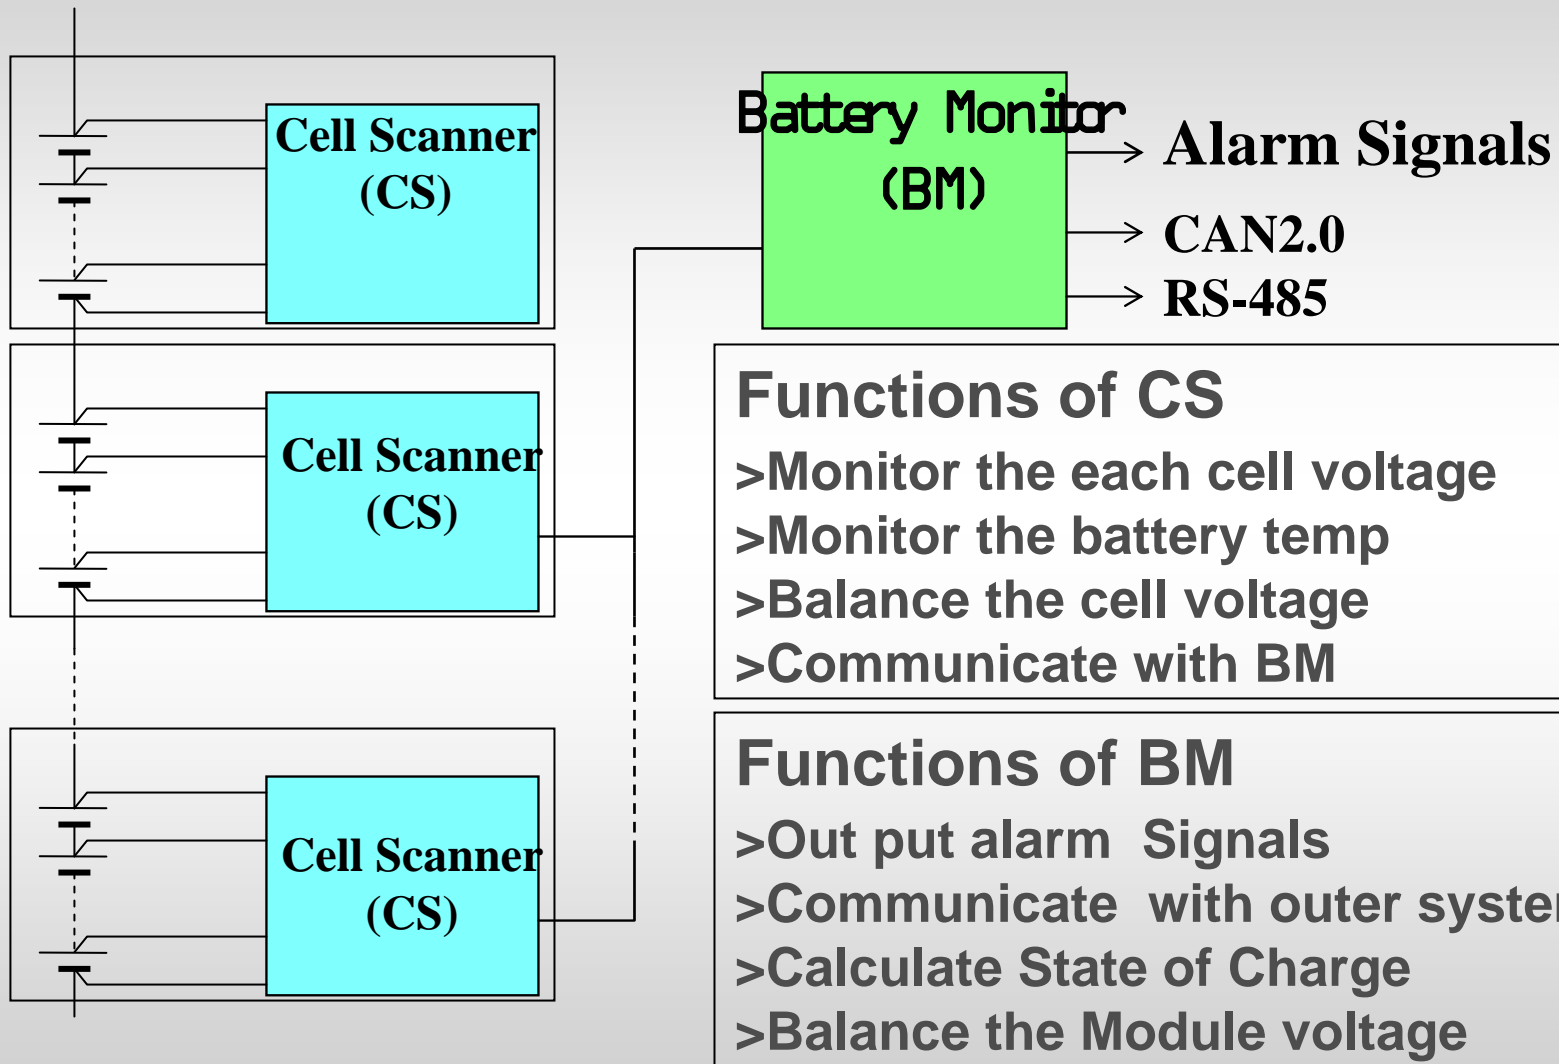 Cell Scanner
(CS)
Cell Scanner
(CS)
Cell Scanner
(CS)
Battery Monitor
(BM)
Alarm Signals
CAN2.0
RS-485
Functions of CS
>Monitor the each cell voltage
>Monitor the battery temp
>Balance the cell voltage
>Communicate with BM
Functions of BM
>Out put alarm  Signals
>Communicate  with outer system
>Calculate State of Charge
>Balance the Module voltage